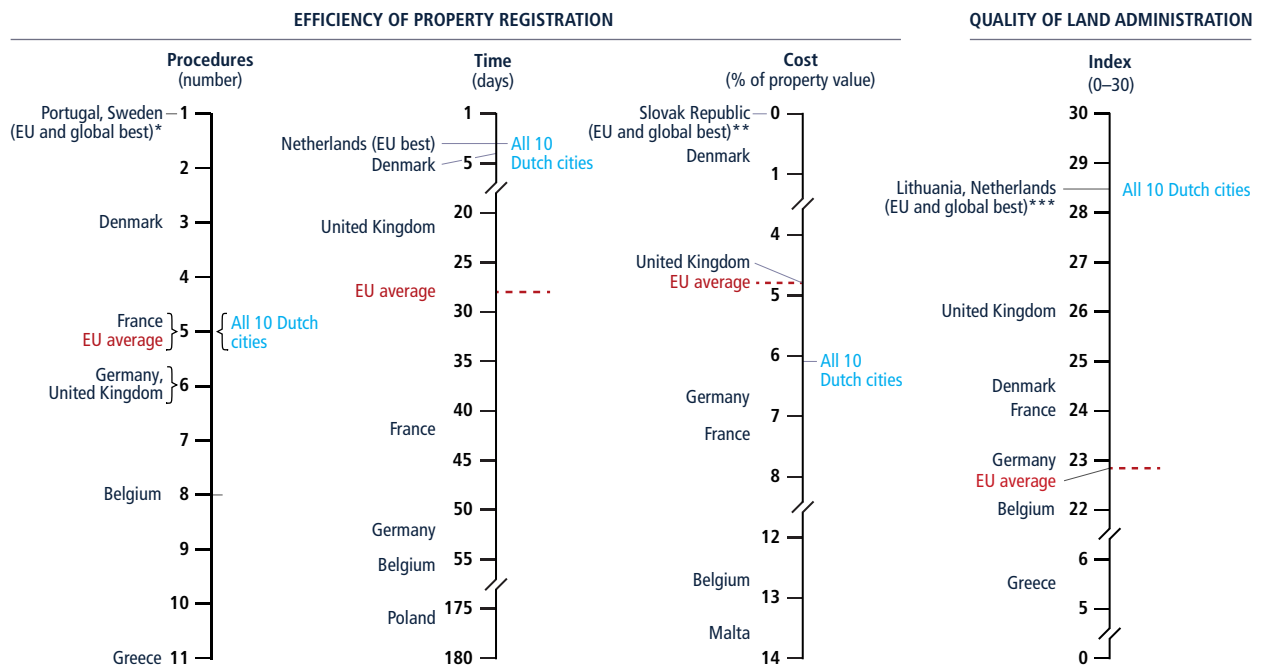 EFFICIENCY OF PROPERTY REGISTRATION
QUALITY OF LAND ADMINISTRATION
Procedures
(number)
Portugal, Sweden
(EU and global best)*
Denmark
France
EU average
Germany,
United Kingdom
Belgium
Greece
1
2
3
4
5
6
7
8
9
10
11
All 10 Dutch
cities
Time
(days)
Netherlands (EU best)
Denmark
United Kingdom
EU average
France
Germany
Belgium
Poland
1
5
20
25
30
35
40
45
50
55
175
180
All 10
Dutch cities
Cost
(% of property value)
Slovak Republic
(EU and global best)**
Denmark
United Kingdom
EU average
Germany
France
Belgium
Malta
0
1
4
5
6
7
8
12
13
14
All 10
Dutch cities
Index
(0–30)
Lithuania, Netherlands
(EU and global best)***
United Kingdom
Denmark
France
Germany
EU average
Belgium
Greece
30
29
28
27
26
25
24
23
22
6
5
0
All 10 Dutch cities